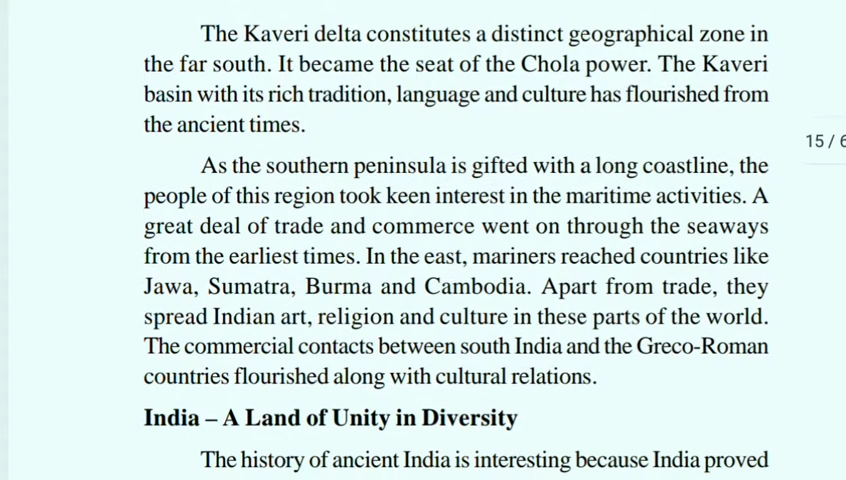 The Kaveri delta constitutes a distinct geographical zone in
the far south. It became the seat of the Chola power. The Kaveri
basin with its rich tradition, language and culture has flourished from
the ancient times.
15 / 6
As the southern peninsula is gifted with a long coastline, the
people of this region took keen interest in the maritime activities. A
great deal of trade and commerce went on through the seaways
from the earliest times. In the east, mariners reached countries like
Jawa, Sumatra, Burma and Cambodia. Apart from trade, they
spread Indian art, religion and culture in these parts of the world.
The commercial contacts between south India and the Greco-Roman
countries flourished along with cultural relations.
India – A Land of Unity in Diversity
The history of ancient India is interesting because India proved